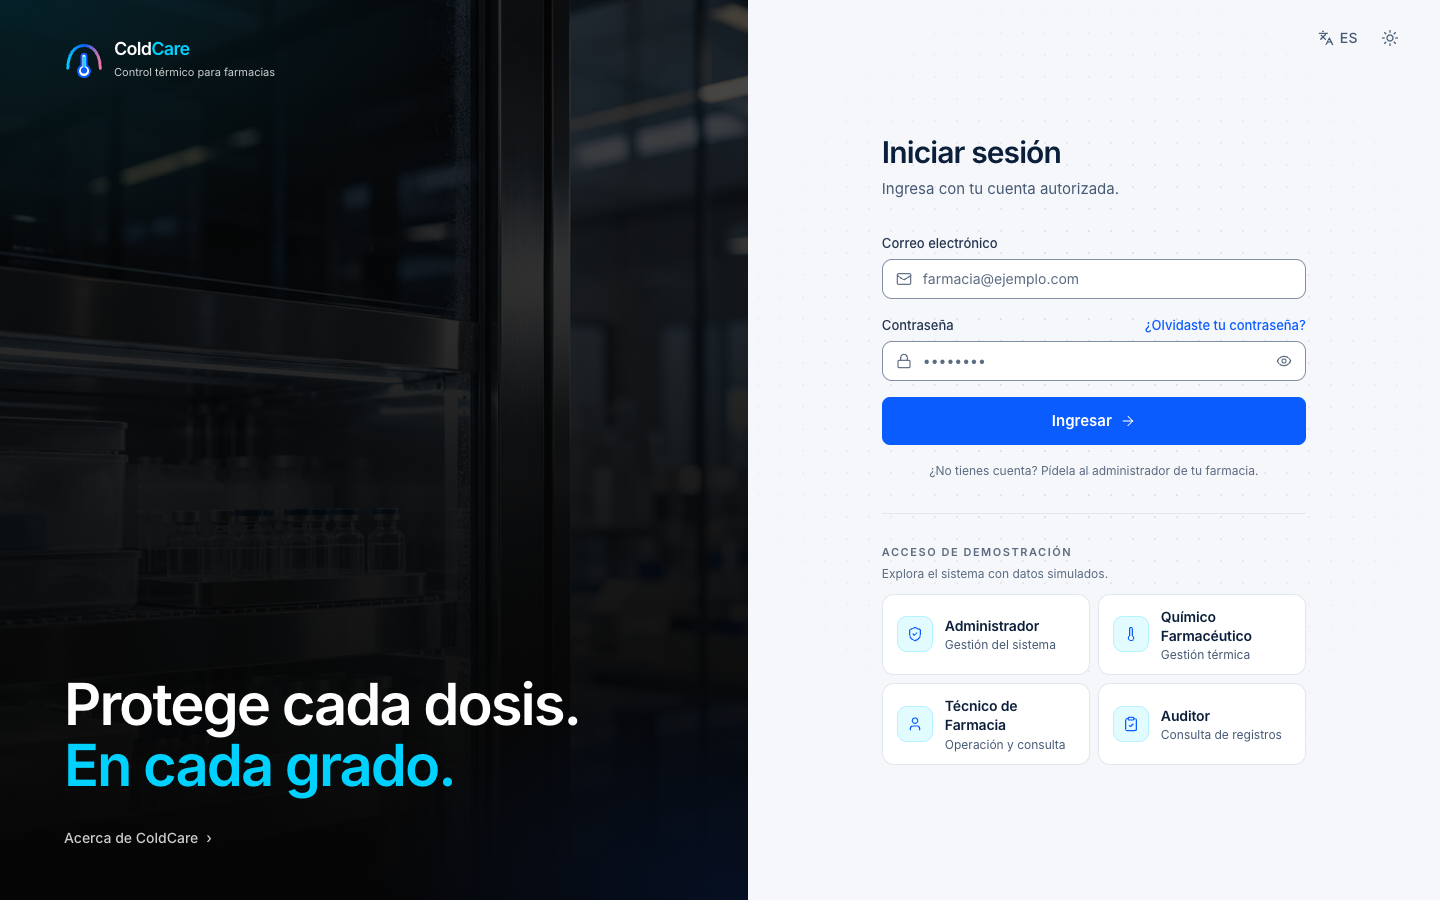 ColdCare
Control térmico para farmacias
Protege cada dosis.
En cada grado.
Acerca de ColdCare ›
ES
Iniciar sesión
Ingresa con tu cuenta autorizada.
Correo electrónico
farmacia@ejemplo.com
Contraseña
¿Olvidaste tu contraseña?
••••••••
Ingresar →
¿No tienes cuenta? Pídela al administrador de tu farmacia.
ACCESO DE DEMOSTRACIÓN
Explora el sistema con datos simulados.
Administrador
Gestión del sistema
Químico
Farmacéutico
Gestión térmica
Técnico de
Farmacia
Operación y consulta
Auditor
Consulta de registros